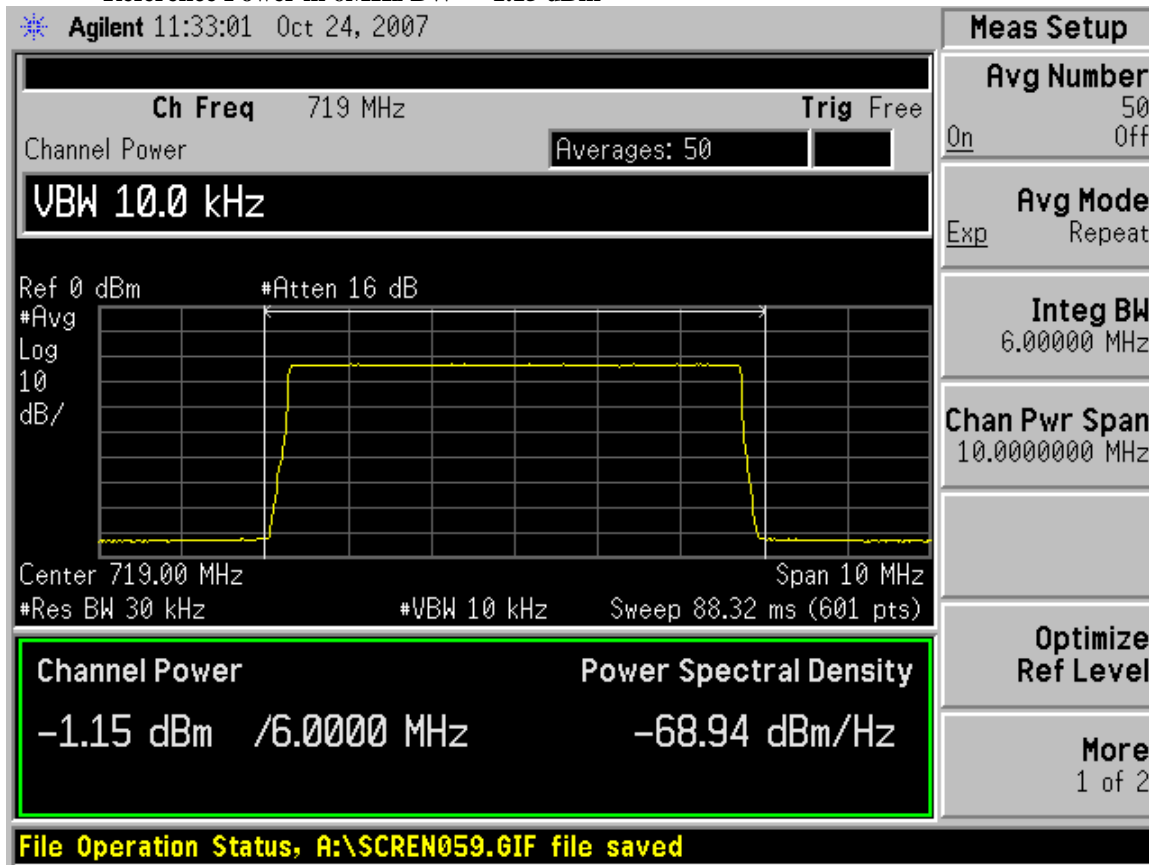 Agilent 11:33:01 Oct 24, 2007
Meas Setup
Ch Freq 719 MHz Trig Free
Channel Power Averages: 50
VBW 10.0 kHz
Ref 0 dBm #Atten 16 dB
#Avg
Log
10
dB/
Center 719.00 MHz Span 10 MHz
#Res BW 30 kHz #VBW 10 kHz Sweep 88.32 ms (601 pts)
Channel Power Power Spectral Density
-1.15 dBm /6.0000 MHz -68.94 dBm/Hz
File Operation Status, A:\SCREN059.GIF file saved
Avg Number
50
On Off
Avg Mode
Exp Repeat
Integ BW
6.00000 MHz
Chan Pwr Span
10.0000000 MHz
Optimize
Ref Level
More
1 of 2